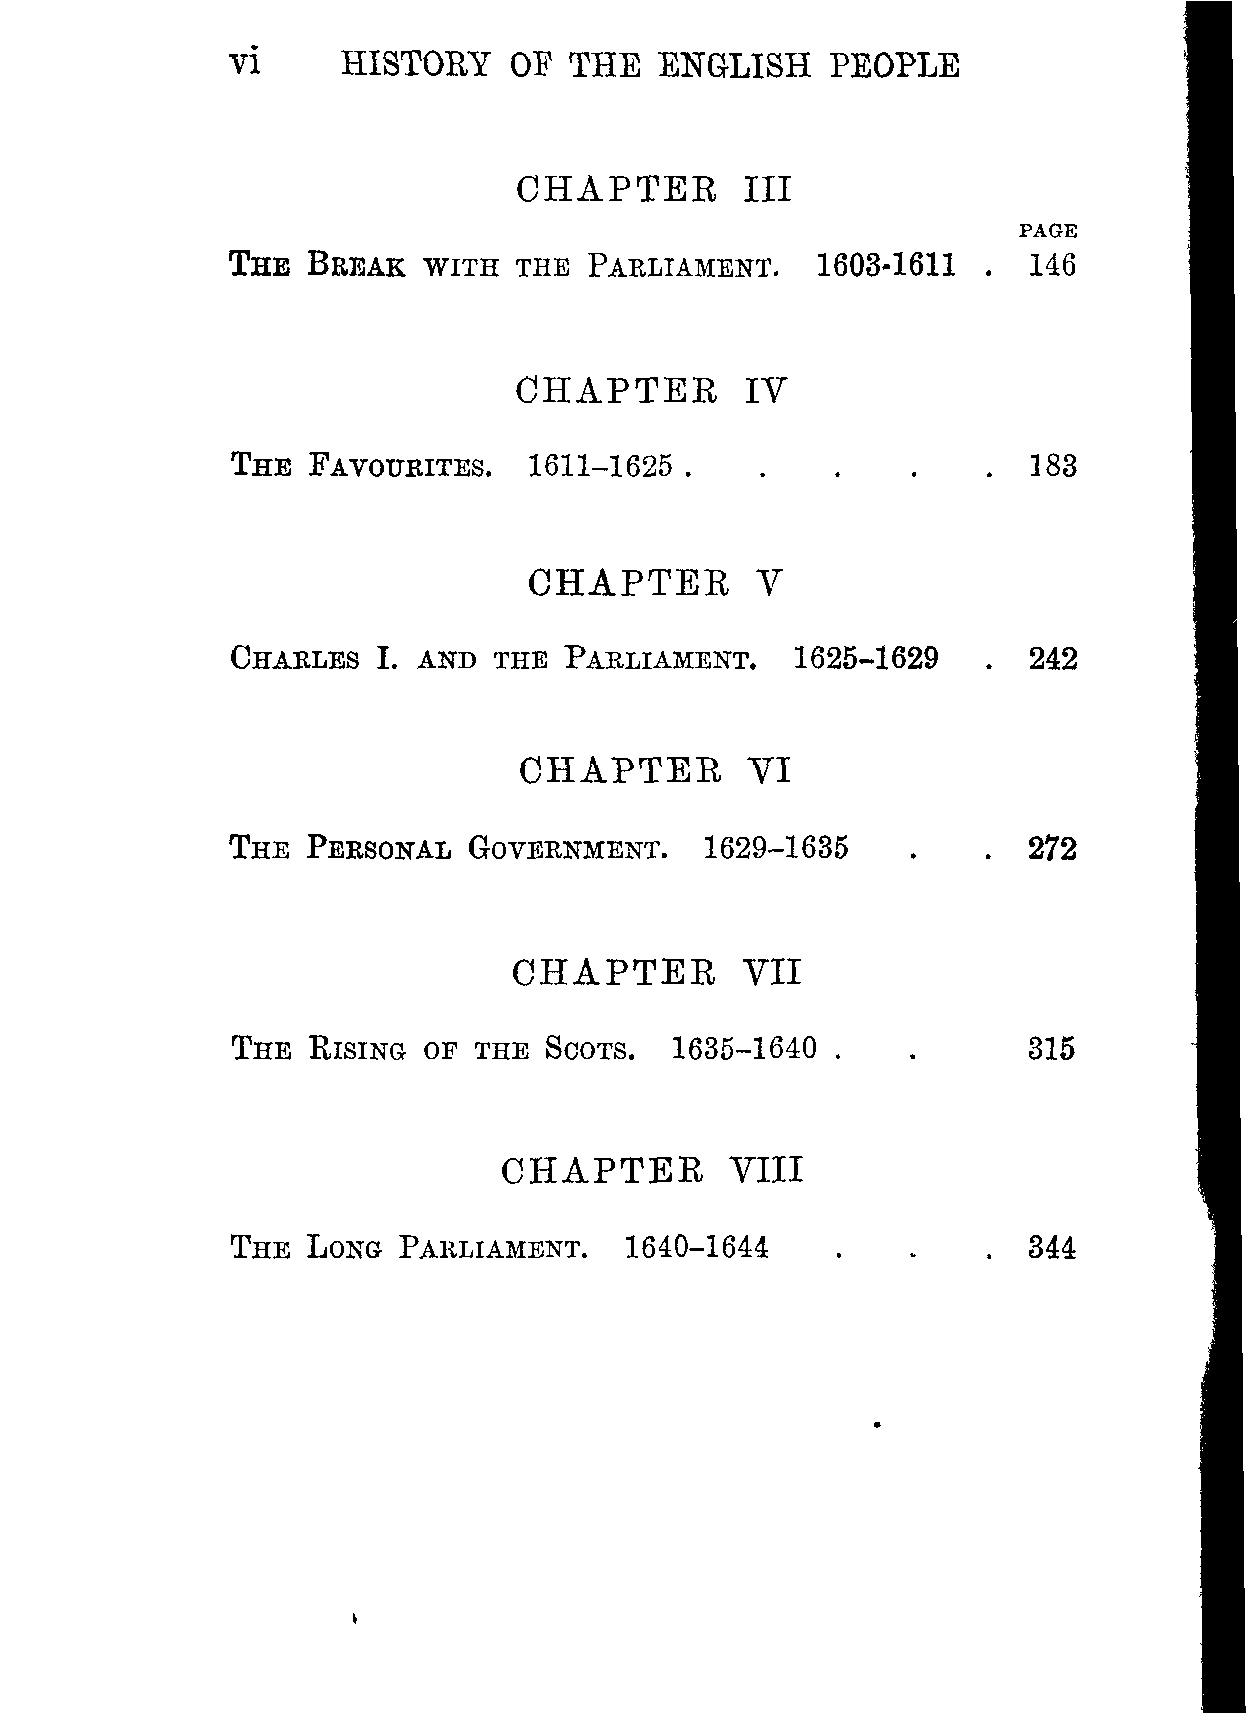 vi HISTORY OF THE ENGLISH PEOPLE
CHAPTER III
PAGE
THE BREAK WITH THE PARLIAMENT. 1603-1611 . 146
CHAPTER IV
THE FAVOURITES. 1611–1625 . . . . . 183
CHAPTER V
CHARLES I. AND THE PARLIAMENT. 1625–1629 . 242
CHAPTER VI
THE PERSONAL GOVERNMENT. 1629–1635 . . 272
CHAPTER VII
THE RISING OF THE SCOTS. 1635–1640 . . 315
CHAPTER VIII
THE LONG PARLIAMENT. 1640–1644 . . . 344